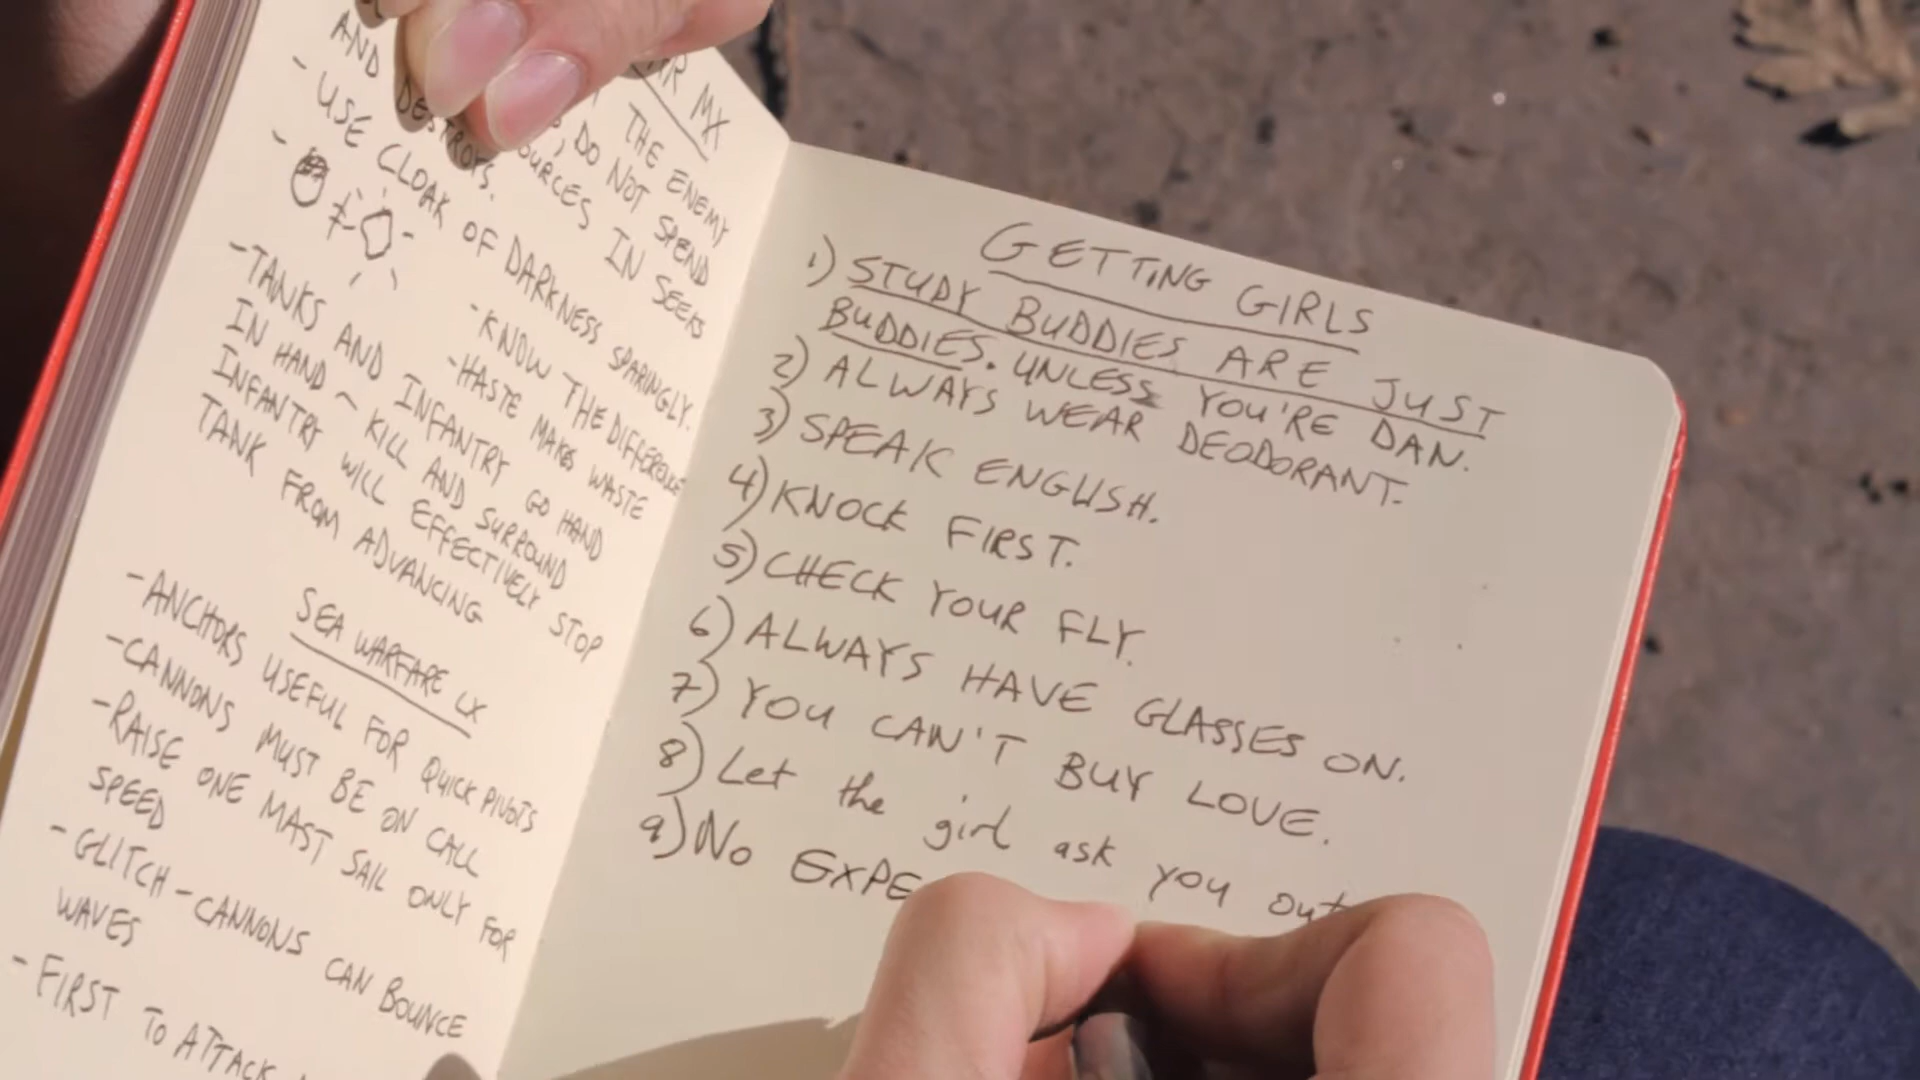 MX
AND DESTROYS.
THE ENEMY
DO NOT SPEND
IN SEEKS
- USE CLOAK OF DARKNESS SPARINGLY.
- KNOW THE DIFFERENCE
- HASTE MAKES WASTE
- TANKS AND INFANTRY GO HAND
IN HAND - KILL AND SURROUND
INFANTRY WILL EFFECTIVELY STOP
TANK FROM ADVANCING
SEA WARFARE LX
- ANCHORS USEFUL FOR QUICK PIVOTS
- CANNONS MUST BE ON CALL
- RAISE ONE MAST SAIL ONLY FOR
SPEED
- GLITCH - CANNONS CAN BOUNCE
WAVES
- FIRST TO ATTACK
GETTING GIRLS
1) STUDY BUDDIES ARE JUST
BUDDIES. UNLESS YOU'RE DAN.
2) ALWAYS WEAR DEODORANT.
3) SPEAK ENGLISH.
4) KNOCK FIRST.
5) CHECK YOUR FLY.
6) ALWAYS HAVE GLASSES ON.
7) YOU CAN'T BUY LOVE.
8) Let the girl ask you out
9) No EXPE